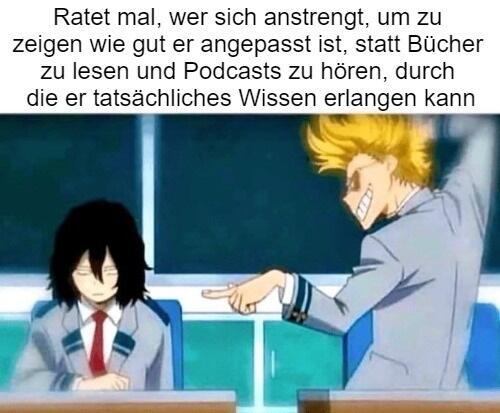 Ratet mal, wer sich anstrengt, um zu
zeigen wie gut er angepasst ist, statt Bücher
zu lesen und Podcasts zu hören, durch
die er tatsächliches Wissen erlangen kann